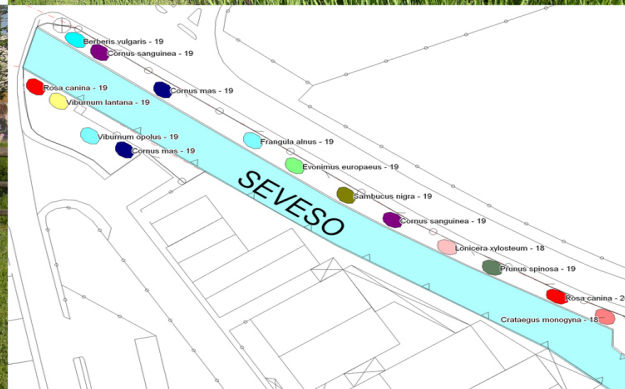 Berberis vulgaris - 19
Cornus sanguinea - 19
Rosa canina - 19
Cornus mas - 19
Viburnum lantana - 19
Viburnum opolus - 19
Frangula alnus - 19
Cornus mas - 19
Evonimus europaeus - 19
SEVESO
Sambucus nigra - 19
Cornus sanguinea - 19
Lonicera xylosteum - 18
Prunus spinosa - 19
Rosa canina - 2
Crataegus monogyna - 18